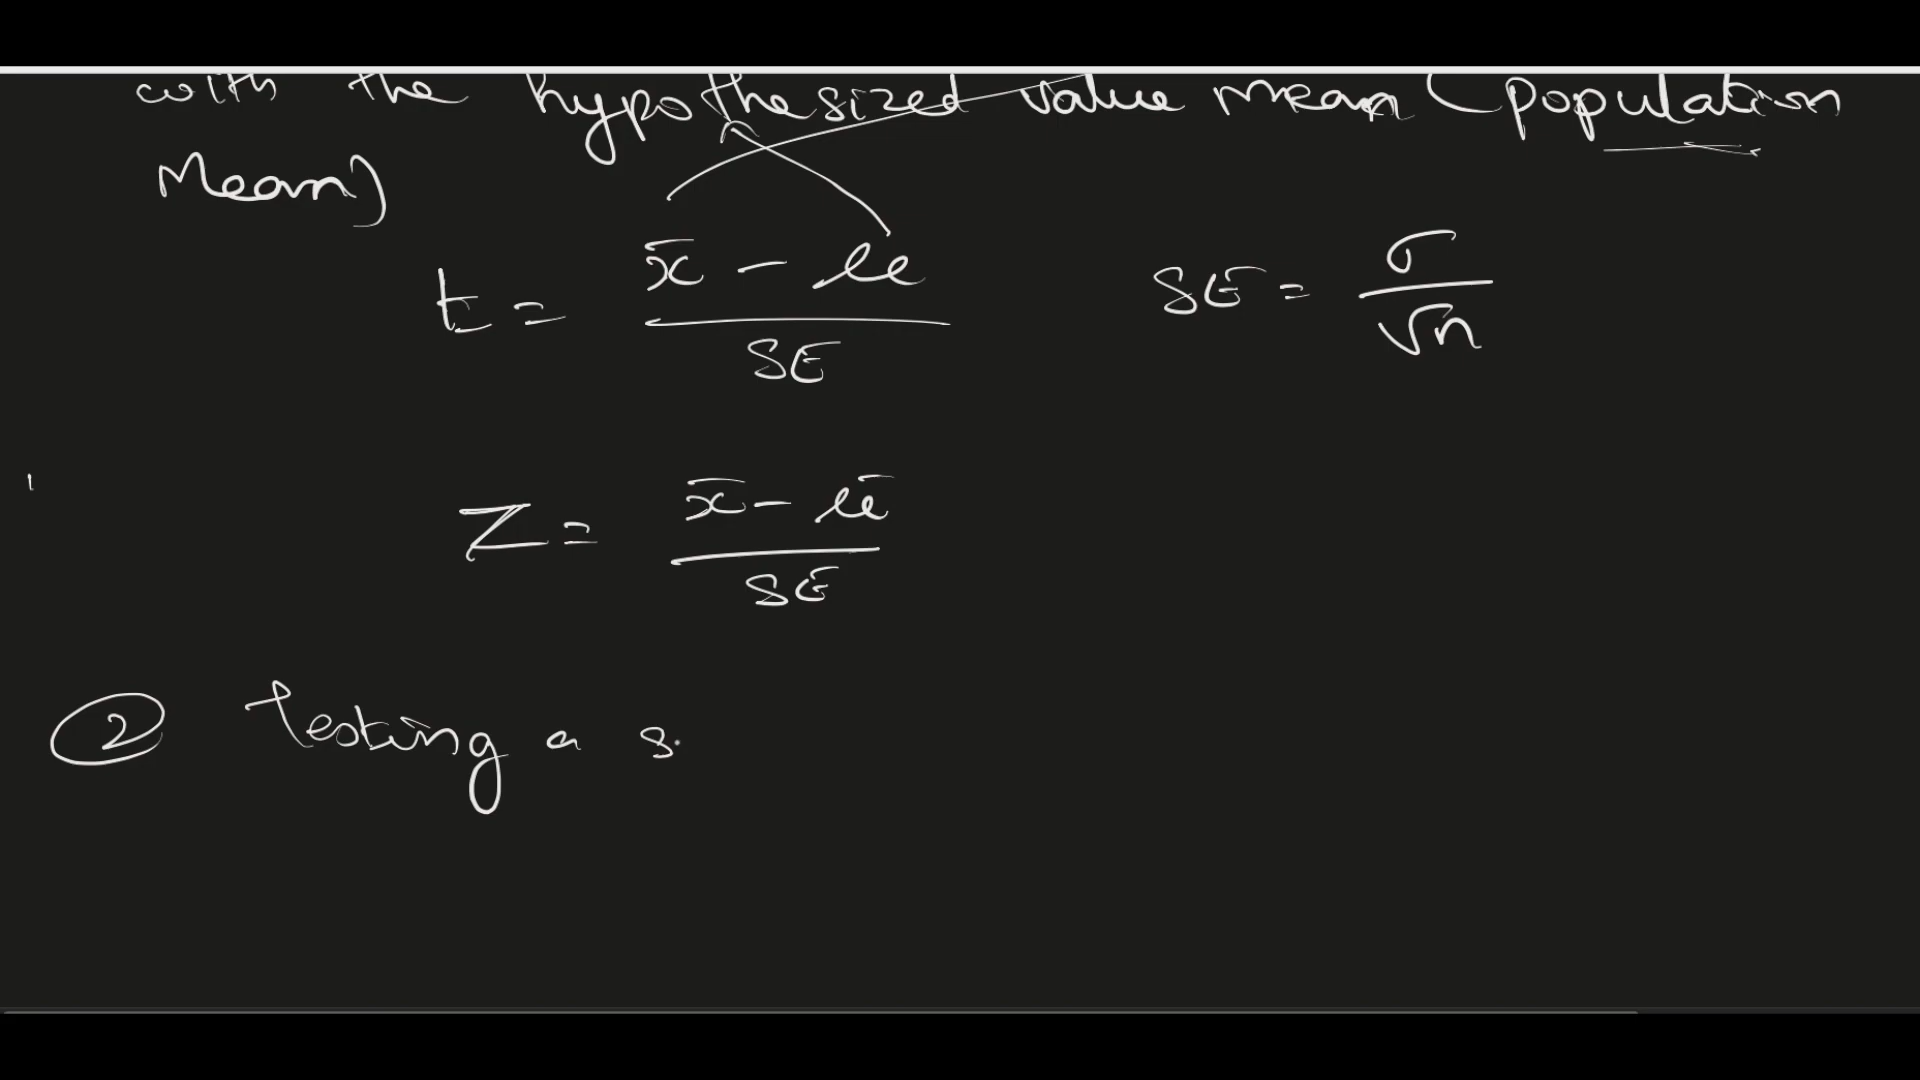 with the hypothesized value mean (population
Mean)
t = x̄ - μ / SE
SE = σ / √n
Z = x̄ - μ / SE
② Testing a s